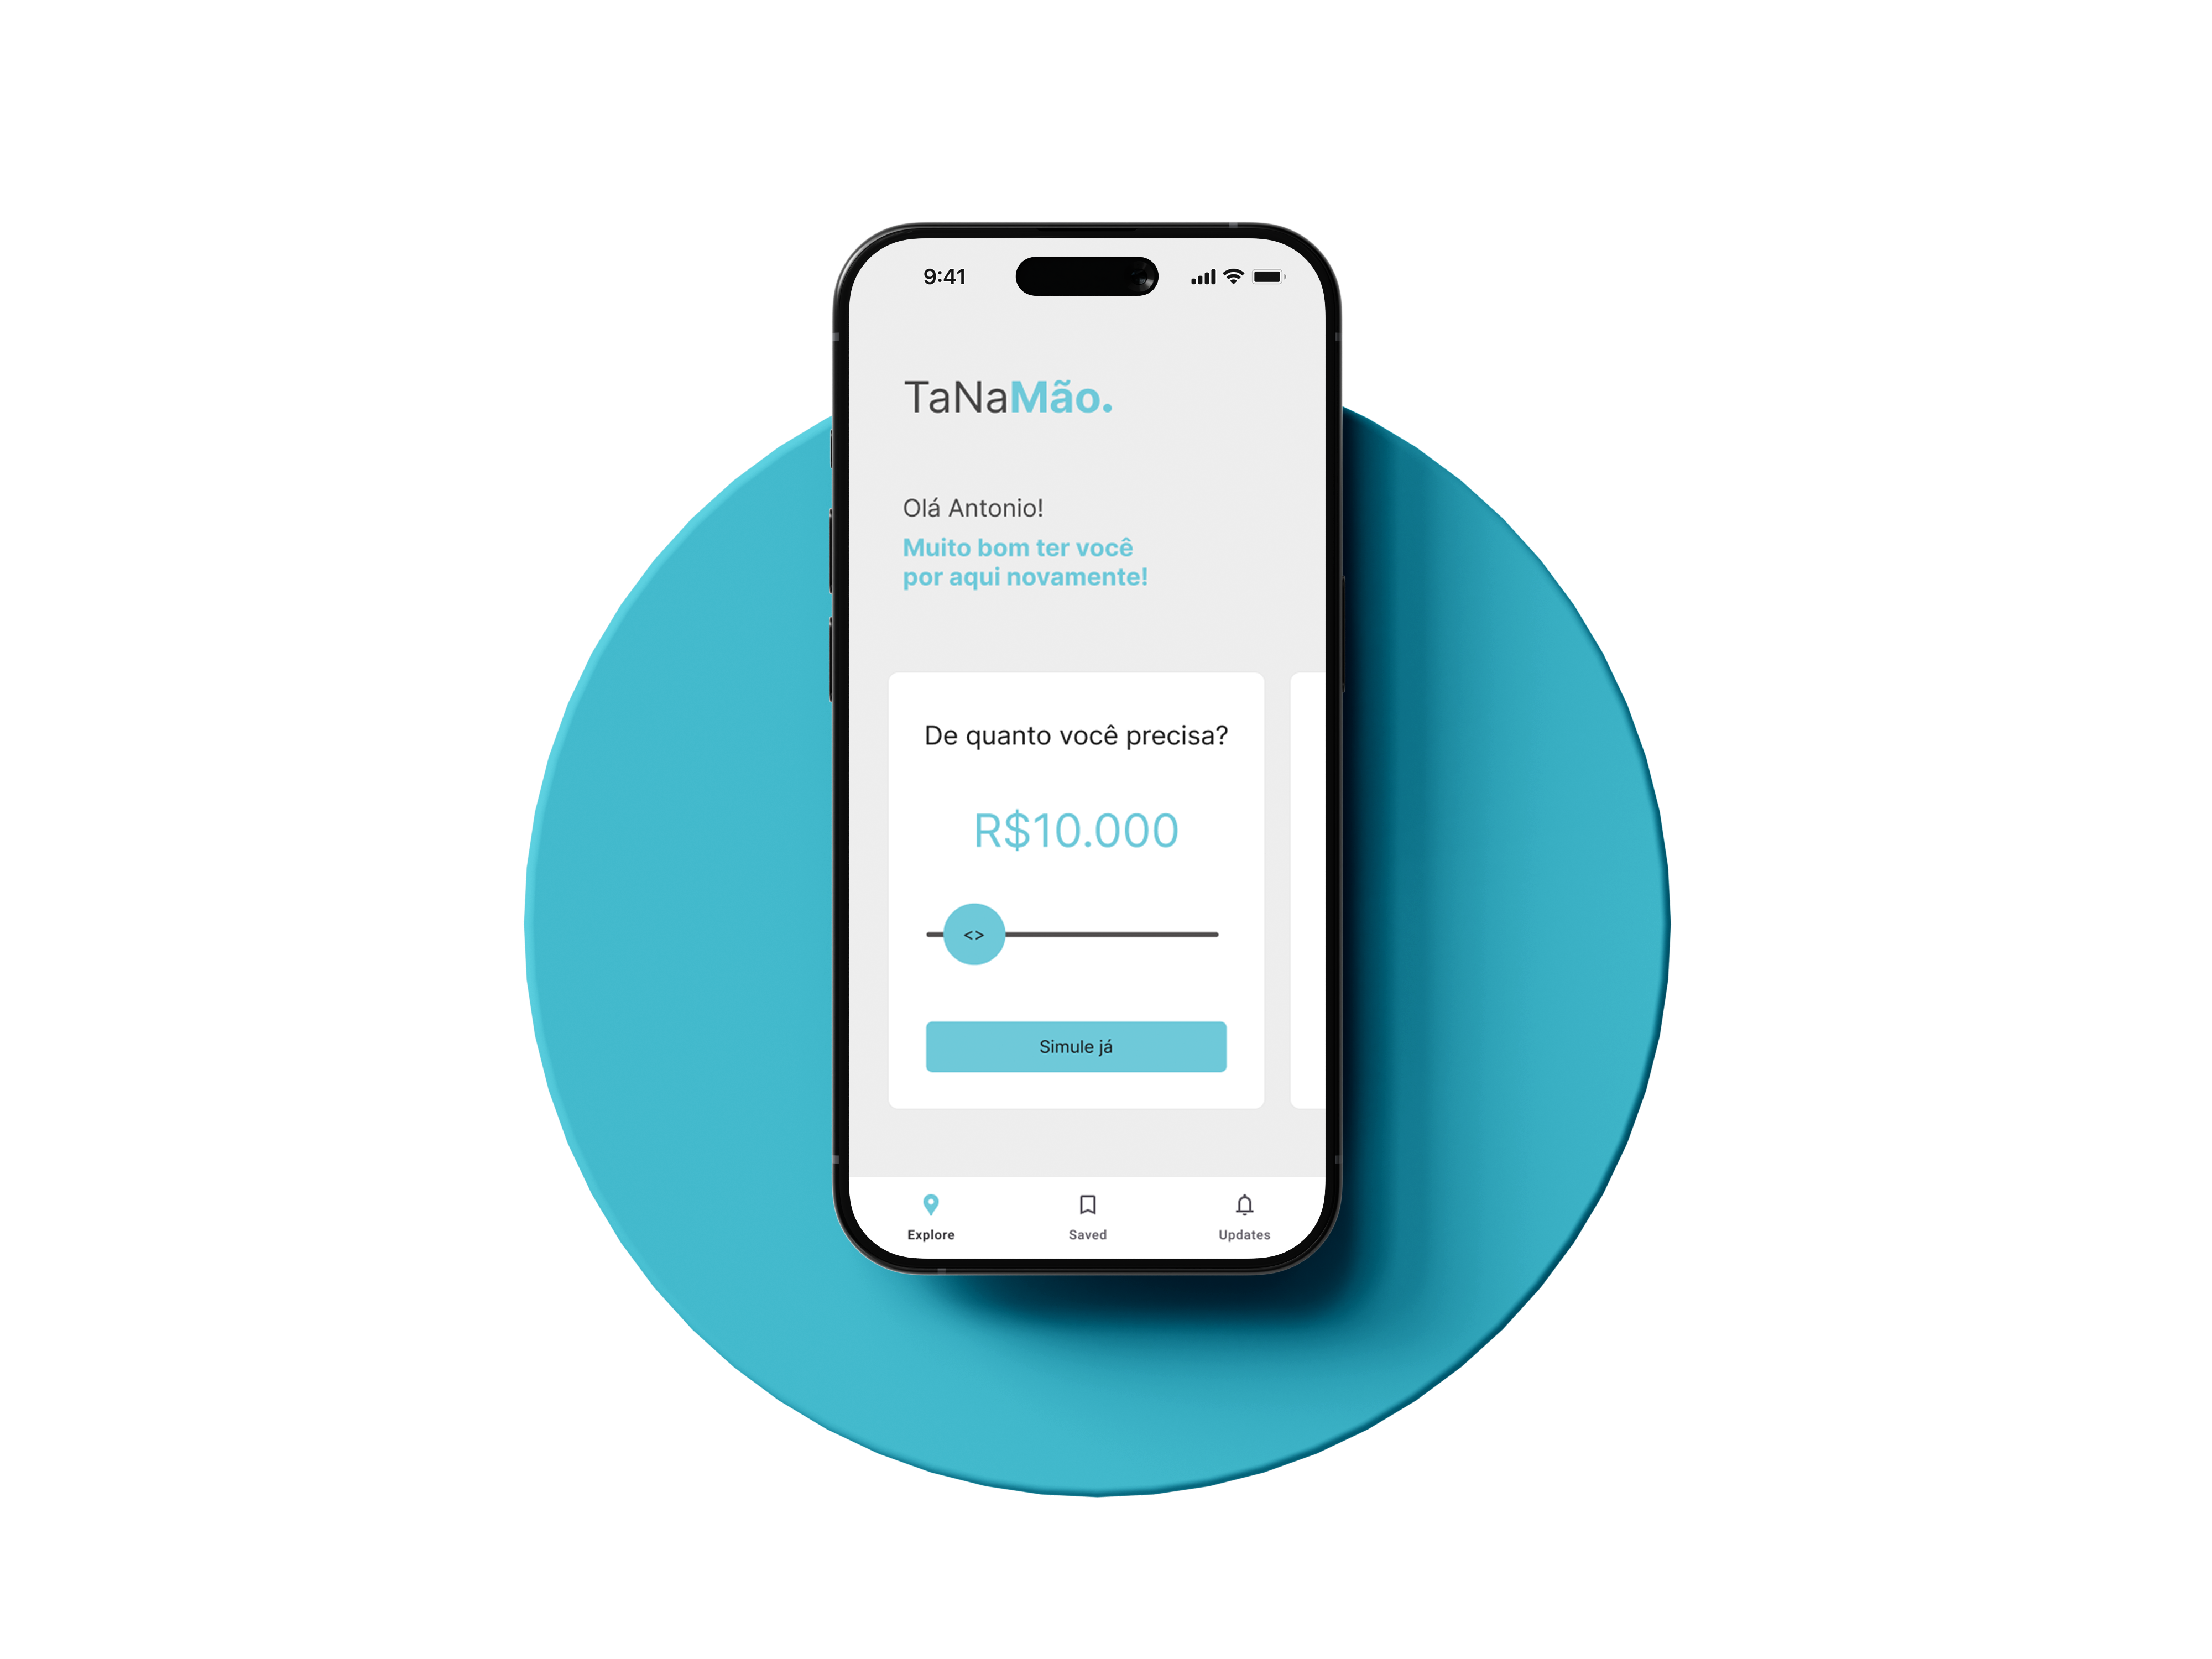 9:41
TaNaMão.
Olá Antonio!
Muito bom ter você
por aqui novamente!
De quanto você precisa?
R$10.000
<>
Simule já
Explore
Saved
Updates